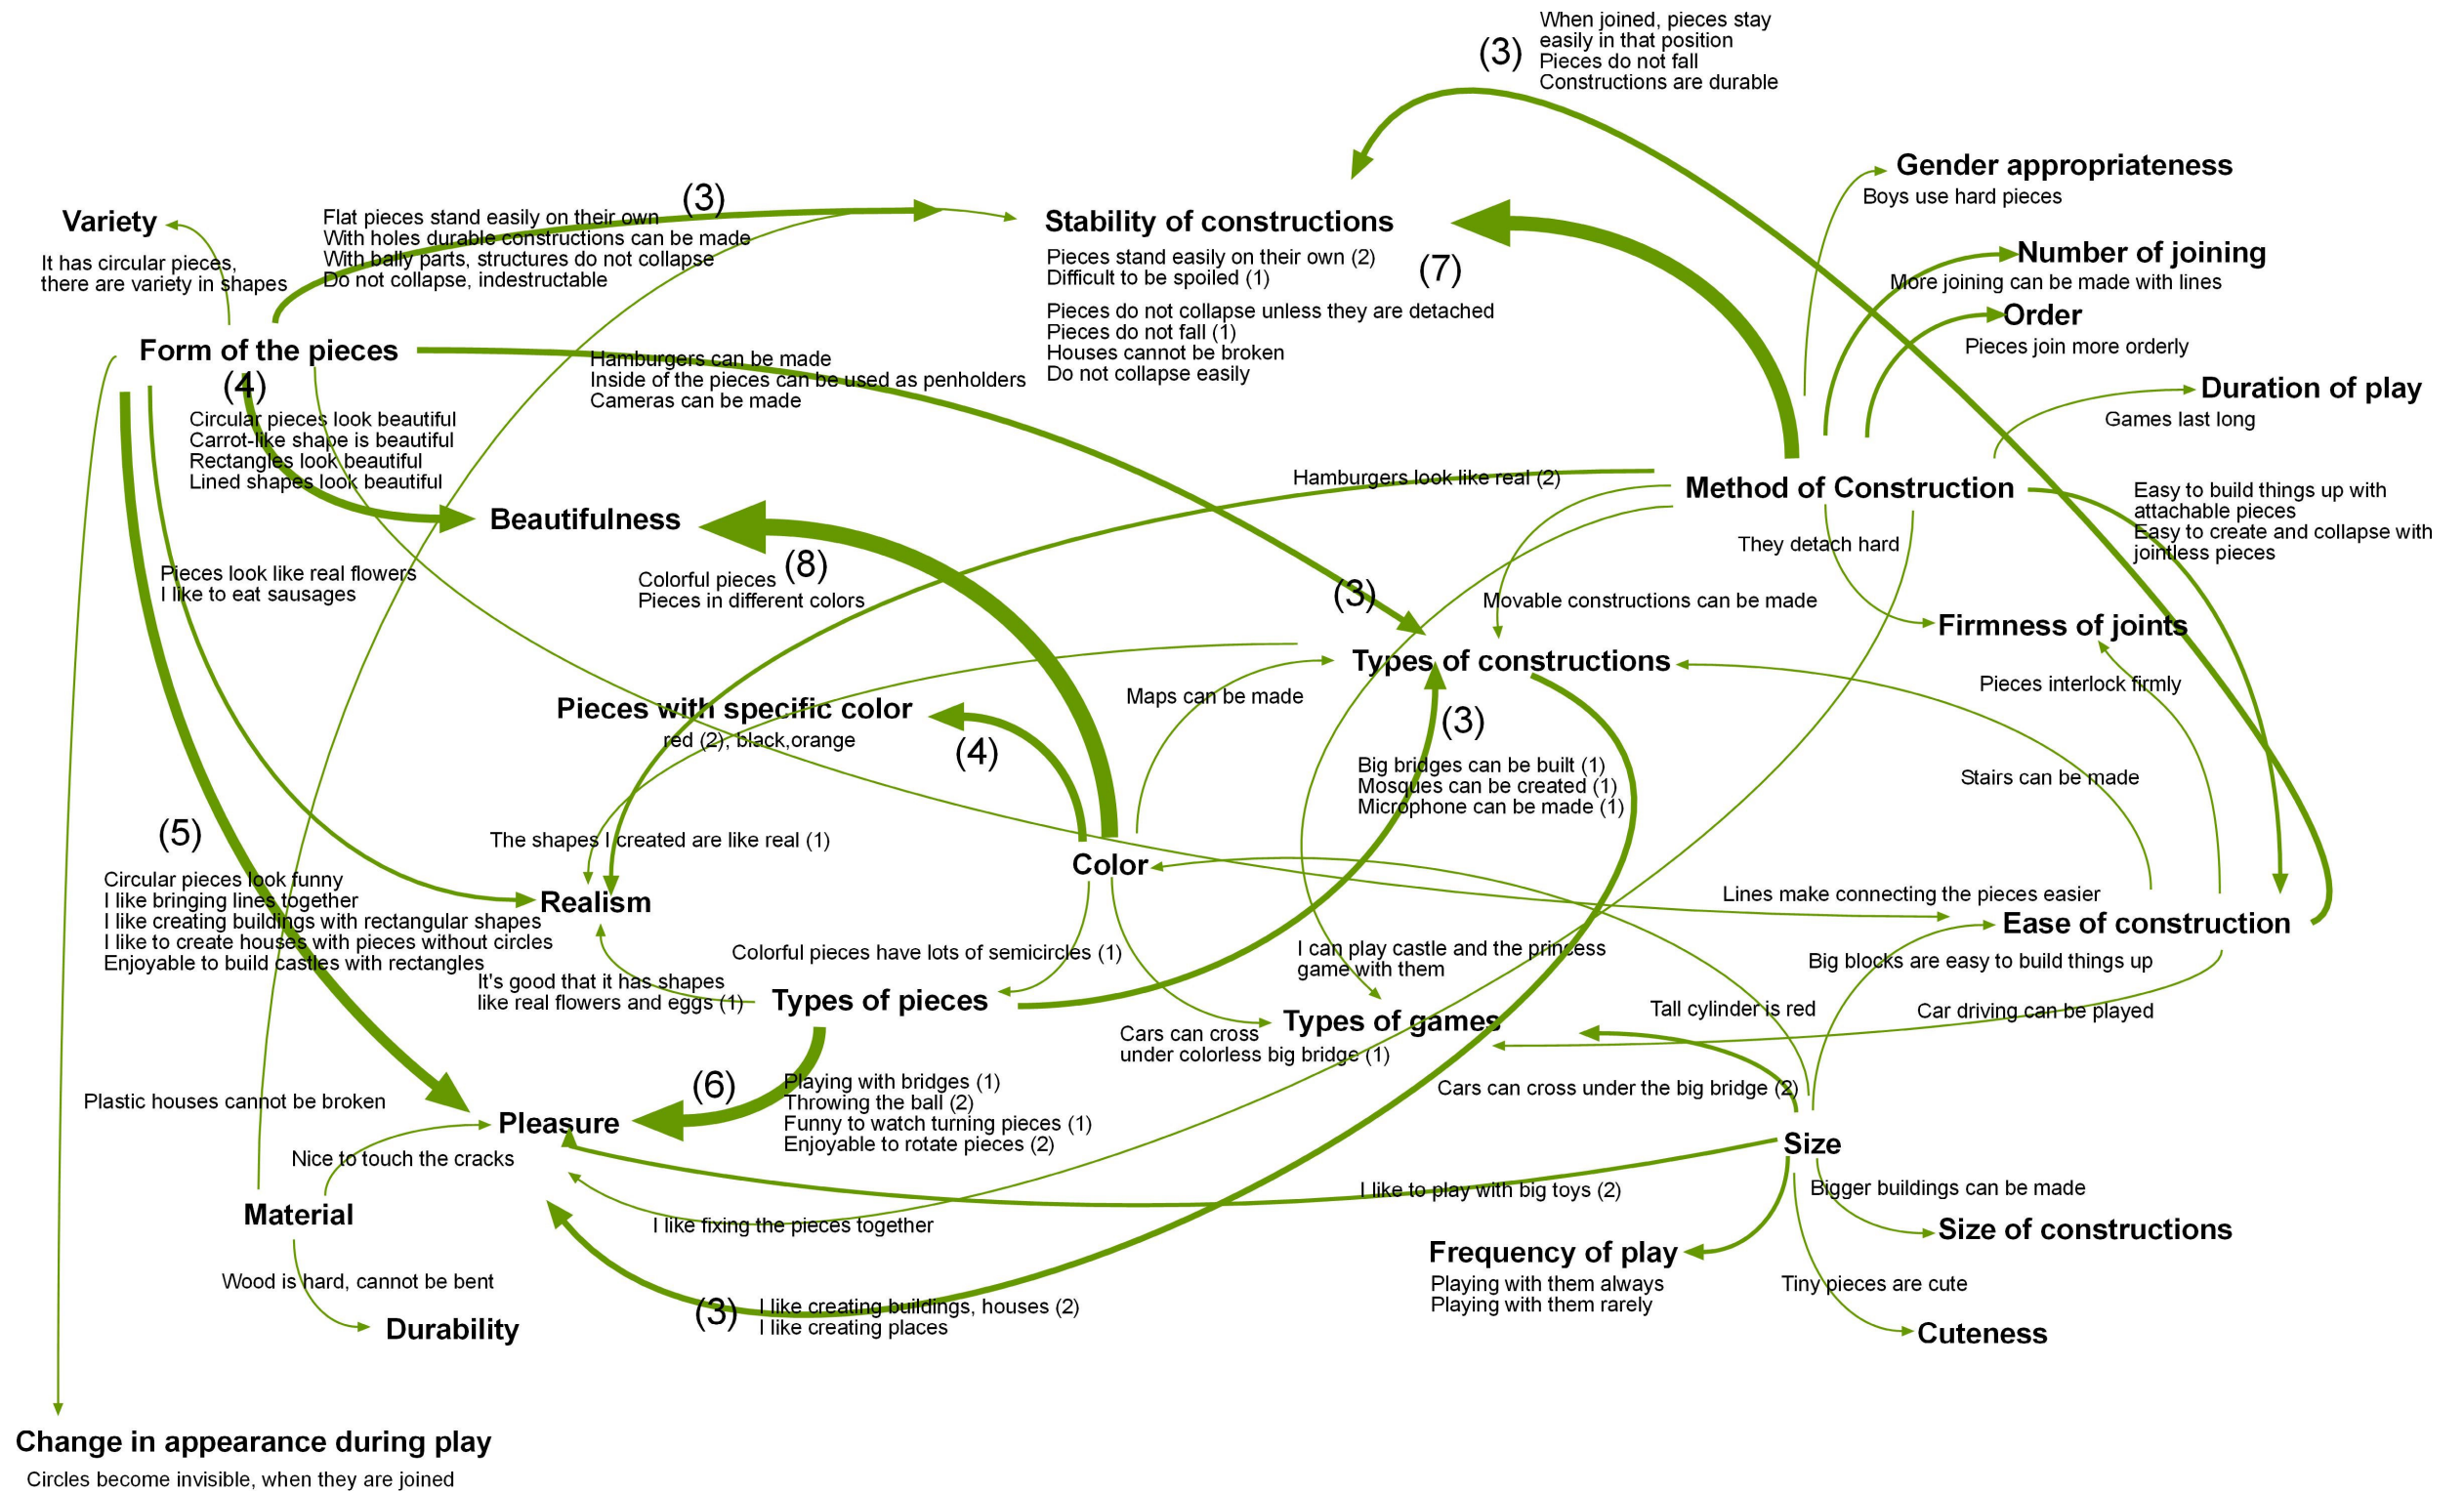 When joined, pieces stay
easily in that position
Pieces do not fall
Constructions are durable
(3)
Gender appropriateness
Boys use hard pieces
Variety
It has circular pieces,
there are variety in shapes
(3)
Flat pieces stand easily on their own
With holes durable constructions can be made
With bally parts, structures do not collapse
Do not collapse, indestructable
Stability of constructions
Pieces stand easily on their own (2)
Difficult to be spoiled (1)
Pieces do not collapse unless they are detached
Pieces do not fall (1)
Houses cannot be broken
Do not collapse easily
(7)
Number of joining
More joining can be made with lines
Order
Pieces join more orderly
Form of the pieces
(4)
Circular pieces look beautiful
Carrot-like shape is beautiful
Rectangles look beautiful
Lined shapes look beautiful
Hamburgers can be made
Inside of the pieces can be used as penholders
Cameras can be made
Duration of play
Games last long
Hamburgers look like real (2)
Method of Construction
Easy to build things up with
attachable pieces
Easy to create and collapse with
jointless pieces
Beautifulness
(8)
Colorful pieces
Pieces in different colors
They detach hard
Pieces look like real flowers
I like to eat sausages
(3)
Movable constructions can be made
Firmness of joints
Types of constructions
Pieces interlock firmly
Maps can be made
Pieces with specific color
red (2), black,orange
(4)
(3)
Big bridges can be built (1)
Mosques can be created (1)
Microphone can be made (1)
Stairs can be made
(5)
Circular pieces look funny
I like bringing lines together
I like creating buildings with rectangular shapes
I like to create houses with pieces without circles
Enjoyable to build castles with rectangles
The shapes I created are like real (1)
Color
Realism
Lines make connecting the pieces easier
Ease of construction
Colorful pieces have lots of semicircles (1)
I can play castle and the princess
game with them
Big blocks are easy to build things up
It's good that it has shapes
like real flowers and eggs (1)
Types of pieces
Types of games
Tall cylinder is red
Car driving can be played
Cars can cross
under colorless big bridge (1)
Plastic houses cannot be broken
Pleasure
(6)
Playing with bridges (1)
Throwing the ball (2)
Funny to watch turning pieces (1)
Enjoyable to rotate pieces (2)
Cars can cross under the big bridge (2)
Size
Nice to touch the cracks
I like to play with big toys (2)
Bigger buildings can be made
Material
I like fixing the pieces together
Size of constructions
Frequency of play
Playing with them always
Playing with them rarely
Wood is hard, cannot be bent
Tiny pieces are cute
(3)
I like creating buildings, houses (2)
I like creating places
Durability
Cuteness
Change in appearance during play
Circles become invisible, when they are joined